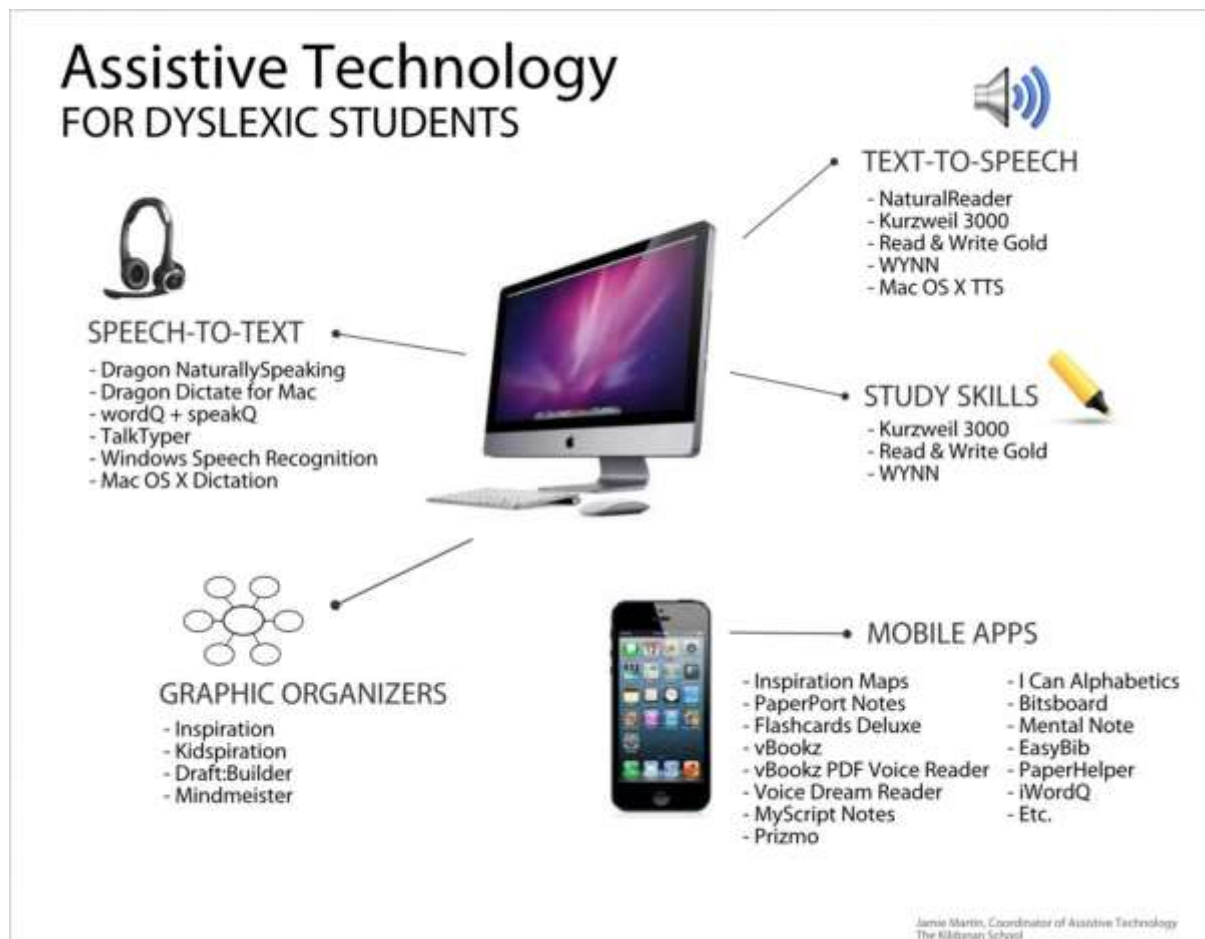 Assistive Technology
FOR DYSLEXIC STUDENTS
TEXT-TO-SPEECH
- NaturalReader
- Kurzweil 3000
- Read & Write Gold
- WYNN
- Mac OS X TTS
SPEECH-TO-TEXT
- Dragon NaturallySpeaking
- Dragon Dictate for Mac
- wordQ + speakQ
- TalkTyper
- Windows Speech Recognition
- Mac OS X Dictation
STUDY SKILLS
- Kurzweil 3000
- Read & Write Gold
- WYNN
GRAPHIC ORGANIZERS
- Inspiration
- Kidspiration
- Draft:Builder
- Mindmeister
MOBILE APPS
- Inspiration Maps
- PaperPort Notes
- Flashcards Deluxe
- vBookz
- vBookz PDF Voice Reader
- Voice Dream Reader
- MyScript Notes
- Prizmo
- I Can Alphabetics
- Bitsboard
- Mental Note
- EasyBib
- PaperHelper
- iWordQ
- Etc.
Jamie Martin, Coordinator of Assistive Technology
The Kildonan School